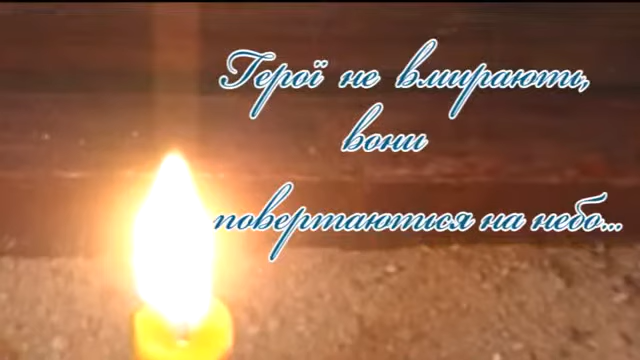 Герої не вмирають,
вони
повертаються на небо...